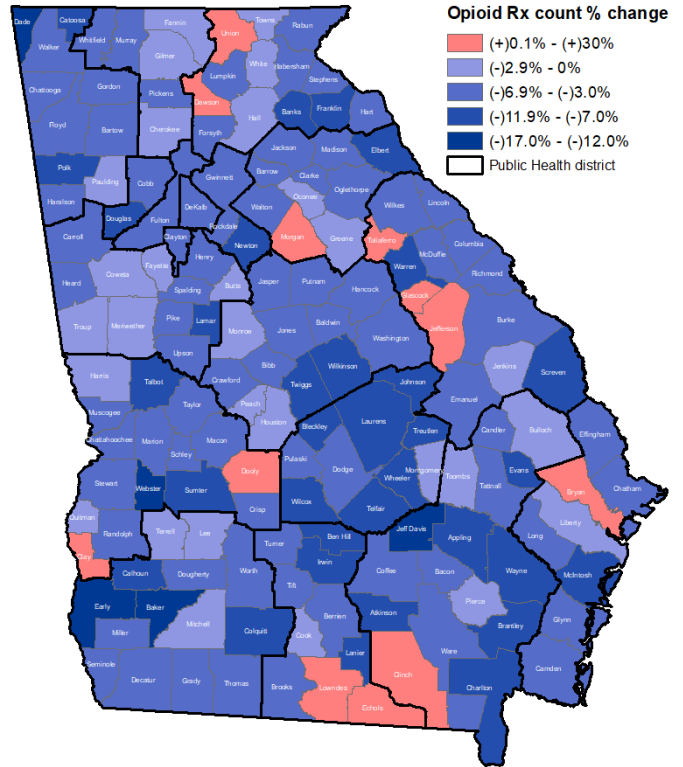 Opioid Rx count % change
(+)0.1% - (+)30%
(-)2.9% - 0%
(-)6.9% - (-)3.0%
(-)11.9% - (-)7.0%
(-)17.0% - (-)12.0%
Public Health district
Dade
Catoosa
Fannin
Union
Towns
Rabun
Walker
Whitfield
Murray
Gilmer
White
Habersham
Lumpkin
Stephens
Chattooga
Gordon
Pickens
Dawson
Banks
Franklin
Hart
Floyd
Bartow
Cherokee
Forsyth
Hall
Jackson
Madison
Elbert
Polk
Paulding
Cobb
Gwinnett
Barrow
Clarke
Oconee
Oglethorpe
Haralson
Douglas
Fulton
DeKalb
Rockdale
Walton
Wilkes
Lincoln
Carroll
Clayton
Newton
Morgan
Greene
Taliaferro
McDuffie
Columbia
Heard
Coweta
Fayette
Henry
Spalding
Butts
Jasper
Putnam
Hancock
Warren
Richmond
Glascock
Jefferson
Burke
Troup
Meriwether
Pike
Lamar
Monroe
Jones
Baldwin
Washington
Upson
Harris
Talbot
Crawford
Bibb
Twiggs
Wilkinson
Johnson
Jenkins
Screven
Muscogee
Taylor
Peach
Houston
Bleckley
Laurens
Treutlen
Emanuel
Candler
Bulloch
Effingham
Chattahoochee
Marion
Macon
Schley
Dooly
Pulaski
Dodge
Montgomery
Wheeler
Toombs
Tattnall
Evans
Bryan
Chatham
Stewart
Webster
Sumter
Crisp
Wilcox
Telfair
Liberty
Quitman
Randolph
Terrell
Lee
Turner
Ben Hill
Jeff Davis
Appling
Long
Clay
Calhoun
Dougherty
Worth
Tift
Irwin
Coffee
Bacon
Wayne
McIntosh
Early
Baker
Mitchell
Colquitt
Cook
Berrien
Atkinson
Pierce
Brantley
Glynn
Miller
Lanier
Ware
Seminole
Decatur
Grady
Thomas
Brooks
Lowndes
Clinch
Charlton
Camden
Echols